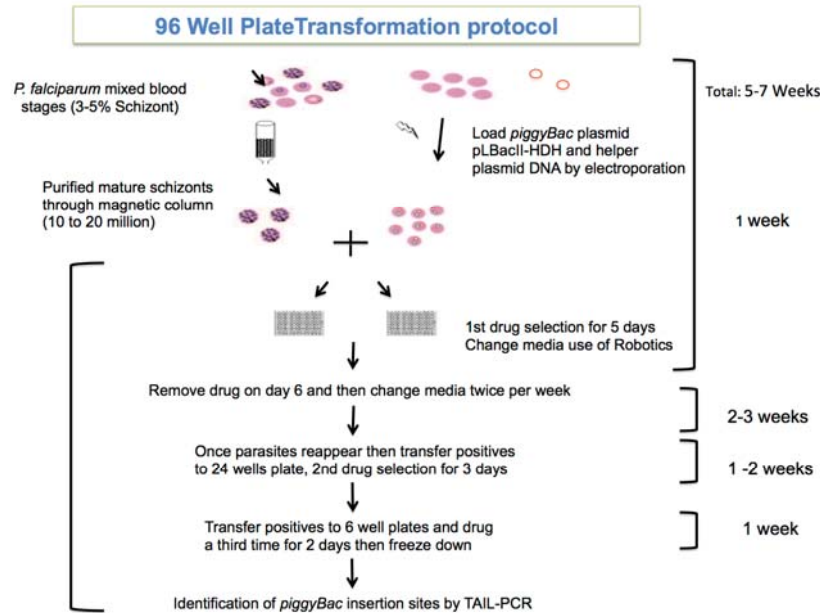 96 Well PlateTransformation protocol
P. falciparum mixed blood
stages (3-5% Schizont)
Total: 5-7 Weeks
Load piggyBac plasmid
pLBacII-HDH and helper
plasmid DNA by electroporation
Purified mature schizonts
through magnetic column
(10 to 20 million)
1 week
1st drug selection for 5 days
Change media use of Robotics
Remove drug on day 6 and then change media twice per week
2-3 weeks
Once parasites reappear then transfer positives
to 24 wells plate, 2nd drug selection for 3 days
1 -2 weeks
Transfer positives to 6 well plates and drug
a third time for 2 days then freeze down
1 week
Identification of piggyBac insertion sites by TAIL-PCR